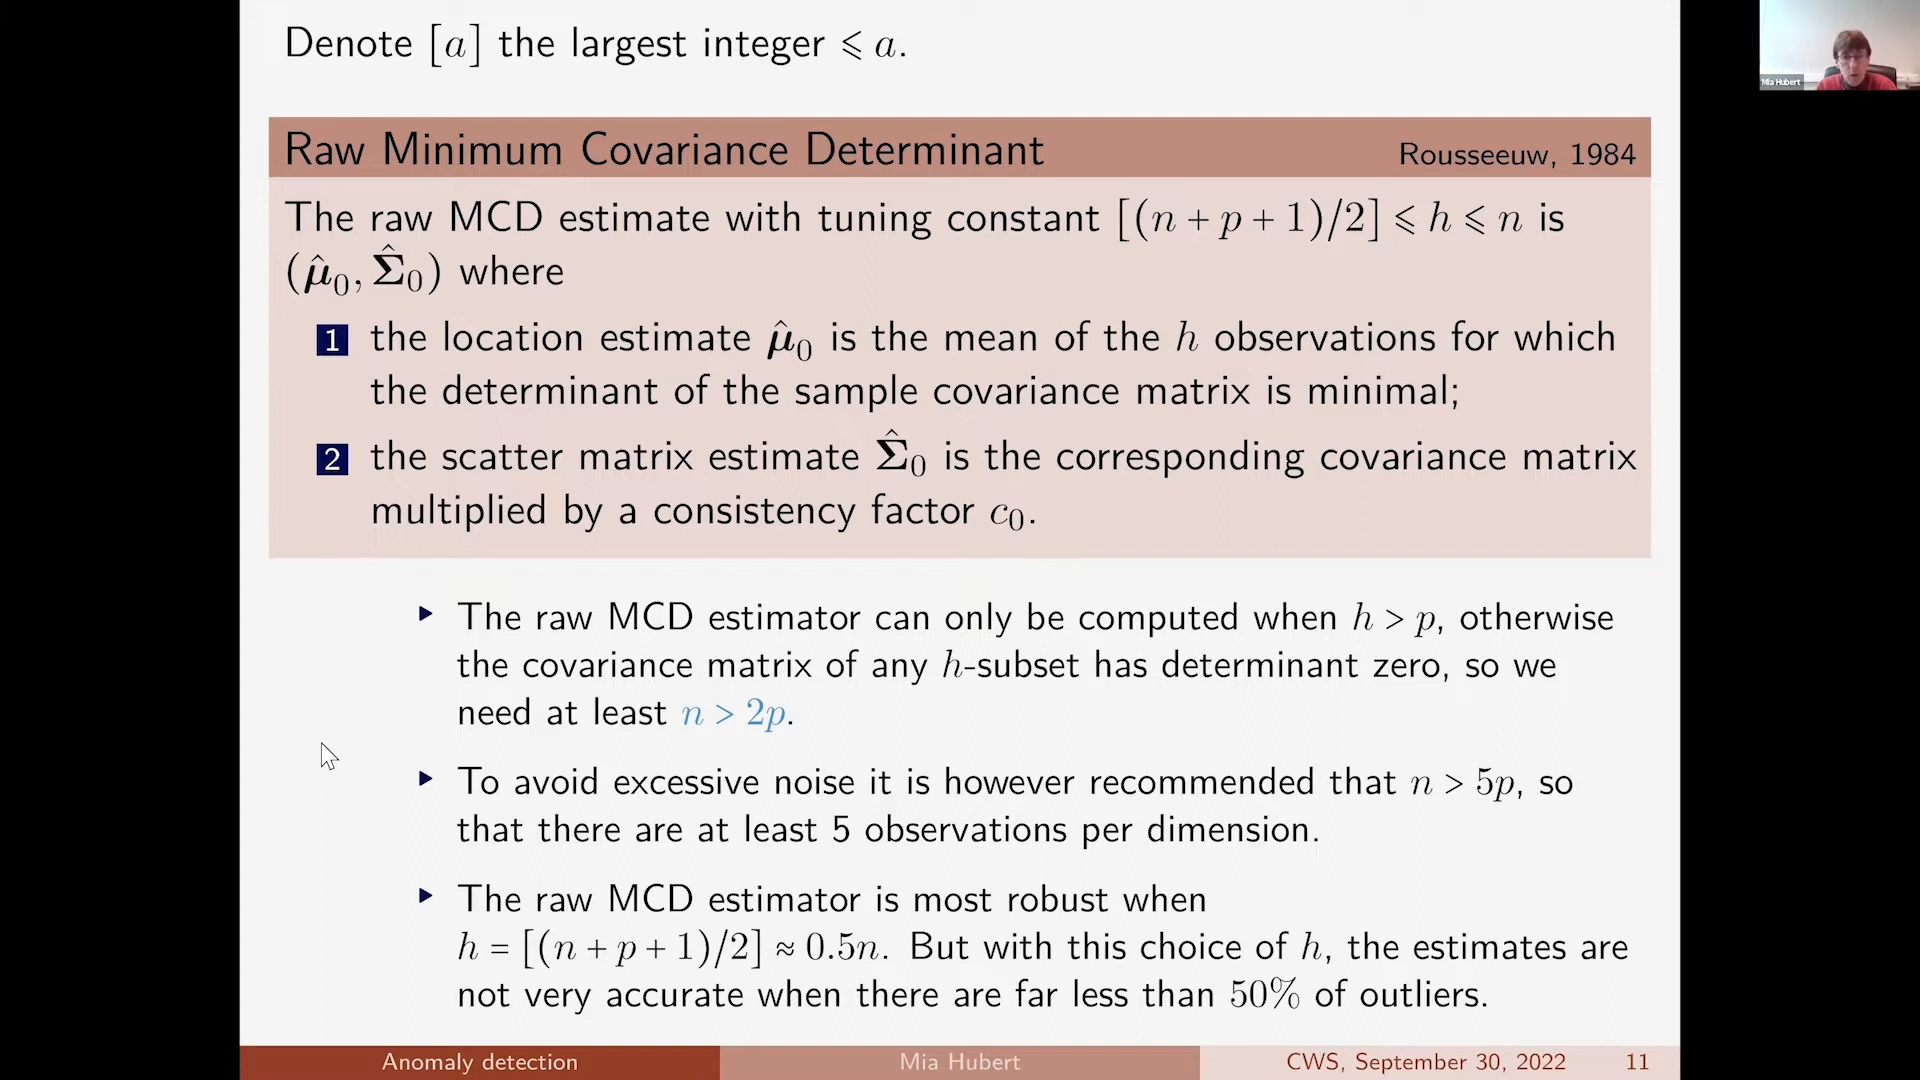 Denote [a] the largest integer ⩽ a.
Mia Hubert
Raw Minimum Covariance Determinant Rousseeuw, 1984
The raw MCD estimate with tuning constant [(n + p + 1)/2] ⩽ h ⩽ n is
(μ̂₀, Σ̂₀) where
1 the location estimate μ̂₀ is the mean of the h observations for which
the determinant of the sample covariance matrix is minimal;
2 the scatter matrix estimate Σ̂₀ is the corresponding covariance matrix
multiplied by a consistency factor c₀.
▸ The raw MCD estimator can only be computed when h > p, otherwise
the covariance matrix of any h-subset has determinant zero, so we
need at least n > 2p.
▸ To avoid excessive noise it is however recommended that n > 5p, so
that there are at least 5 observations per dimension.
▸ The raw MCD estimator is most robust when
h = [(n + p + 1)/2] ≈ 0.5n. But with this choice of h, the estimates are
not very accurate when there are far less than 50% of outliers.
Anomaly detection Mia Hubert CWS, September 30, 2022 11